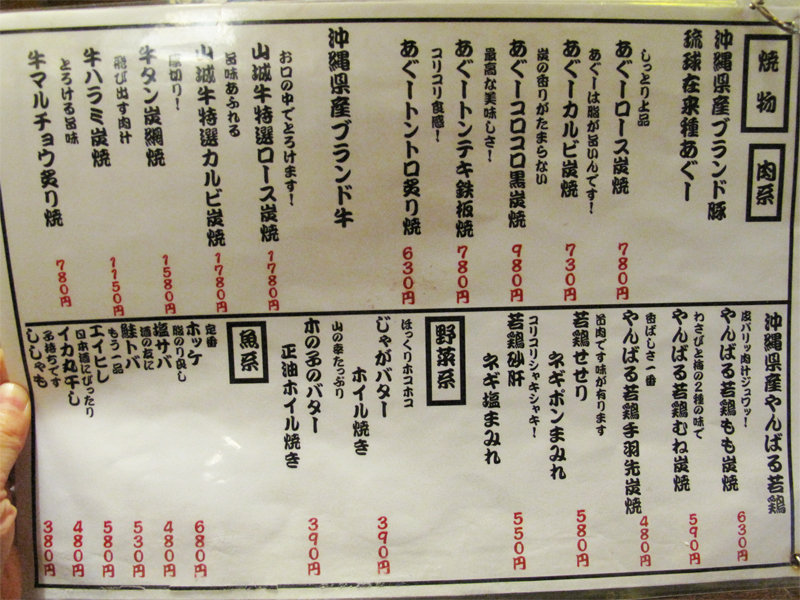 焼物
肉系
沖縄県産ブランド豚
琉球在来種あぐー
しっとり上品
あぐーロース炭焼
780円
あぐーは脂が旨いんです！
あぐーカルビ炭焼
730円
炭の香りがたまらない
あぐーコロコロ黒炭焼
980円
最高な美味しさ！
あぐートンテキ鉄板焼
780円
コリコリ食感！
あぐートントロ炙り焼
630円
沖縄県産ブランド牛
お口の中でとろけます！
山城牛特選ロース炭焼
1780円
旨味あふれる
山城牛特選カルビ炭焼
1780円
厚切り！
牛タン炭網焼
1580円
飛び出す肉汁
牛ハラミ炭焼
1150円
とろける旨味
牛マルチョウ炙り焼
780円
沖縄県産やんばる若鶏
皮パリッ肉汁ジュワッ！
やんばる若鶏もも炭焼
630円
わさびと梅の2種の味で
やんばる若鶏むね炭焼
590円
香ばしさ一番
やんばる若鶏手羽先炭焼
480円
旨肉です味が有ります
若鶏せせり
ネギポンまみれ
580円
コリコリシャキシャキ！
若鶏砂肝
ネギ塩まみれ
550円
野菜系
ほっくりホコホコ
じゃがバター
ホイル焼き
390円
山の幸たっぷり
木の子のバター
正油ホイル焼き
390円
魚系
定番
ホッケ
680円
脂のり良し
塩サバ
480円
酒の友に
鮭トバ
530円
もう一品
エイヒレ
580円
日本酒にぴったり
イカ丸干し
480円
子持ちです
ししゃも
380円